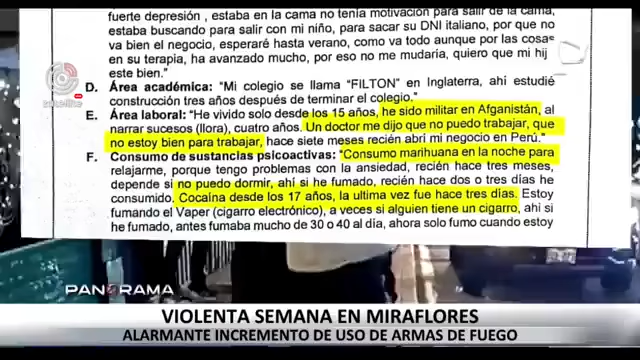 fuerte depresión , estaba en la cama no tenía motivación para salir de la cama,
estaba buscando para salir con mi niño, para sacar su DNI italiano, por que no
va bien el negocio, esperaré hasta verano, como va todo aunque por las cosas
en su terapia, ha avanzado mucho, por eso no me mudaría, quiero que mi hij
este bien."
D. Área académica: "Mi colegio se llama "FILTON" en Inglaterra, ahí estudié
construcción tres años después de terminar el colegio."
E. Área laboral: "He vivido solo desde los 15 años, he sido militar en Afganistán, al
narrar sucesos (llora), cuatro años. Un doctor me dijo que no puedo trabajar, que
no estoy bien para trabajar, hace siete meses recién abri mi negocio en Perú."
F. Consumo de sustancias psicoactivas: "Consumo marihuana en la noche para
relajarme, porque tengo problemas con la ansiedad, recién hace tres meses,
depende si no puedo dormir, ahí si he fumado, recién hace dos o tres días he
consumido. Cocaína desde los 17 años, la ultima vez fue hace tres días. Estoy
fumando el Vaper (cigarro electrónico), a veces si alguien tiene un cigarro, ahi si
he fumado, antes fumaba mucho de 30 o 40 al día, ahora solo fumo cuando estoy
PANORAMA
VIOLENTA SEMANA EN MIRAFLORES
ALARMANTE INCREMENTO DE USO DE ARMAS DE FUEGO